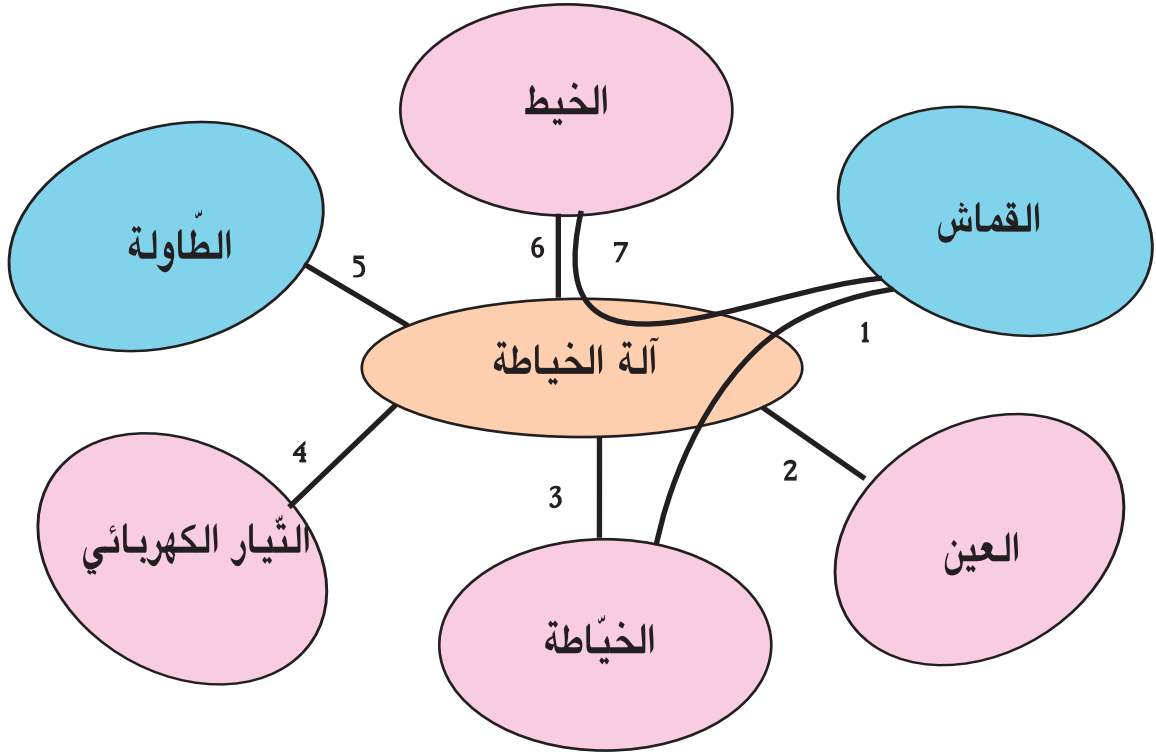 الخيط
القماش
الطّاولة
6
7
5
1
آلة الخياطة
4
2
3
التّيار الكهربائي
العين
الخيّاطة